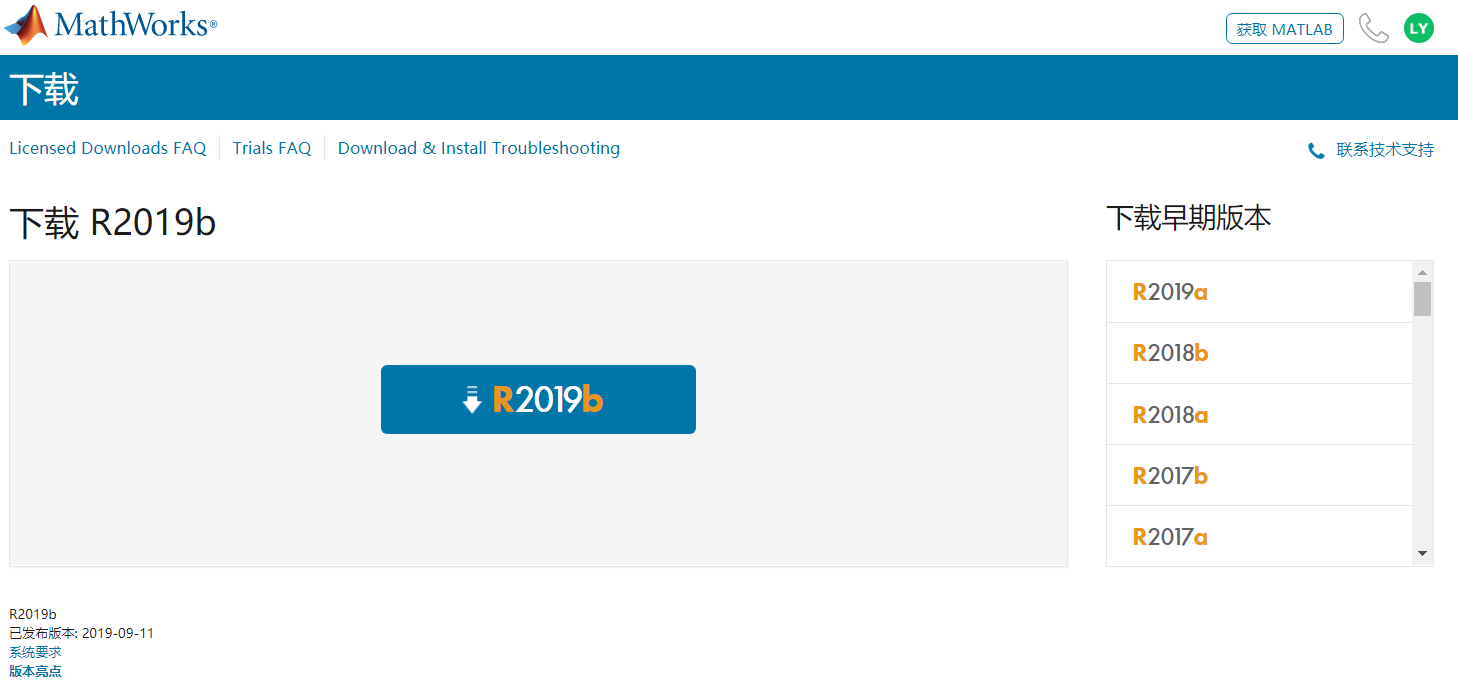 MathWorks®
获取 MATLAB
LY
下载
Licensed Downloads FAQ
Trials FAQ
Download & Install Troubleshooting
联系技术支持
下载 R2019b
R2019b
下载早期版本
R2019a
R2018b
R2018a
R2017b
R2017a
R2019b
已发布版本: 2019-09-11
系统要求
版本亮点